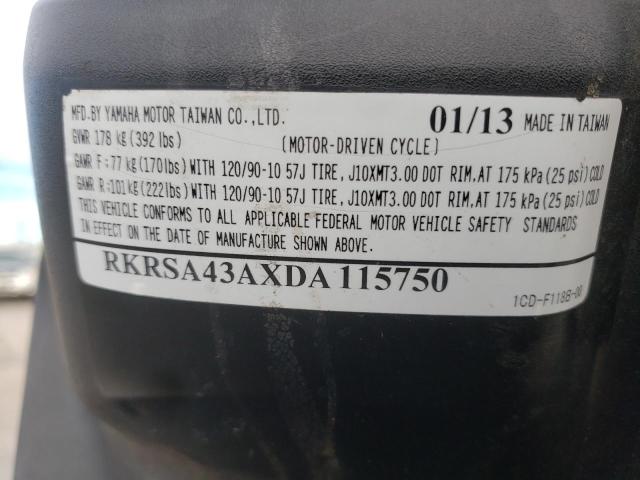 MFD.BY YAMAHA MOTOR TAIWAN CO.,LTD. 01/13 MADE IN TAIWAN
GVWR 178 kg (392 lbs) (MOTOR-DRIVEN CYCLE)
GAWR F:77 kg (170lbs) WITH 120/90-10 57J TIRE, J10XMT3.00 DOT RIM,AT 175 kPa (25 psi) COLD
GAWR R:101 kg (222lbs) WITH 120/90-10 57J TIRE, J10XMT3.00 DOT RIM,AT 175 kPa (25 psi) COLD
THIS VEHICLE CONFORMS TO ALL APPLICABLE FEDERAL MOTOR VEHICLE SAFETY STANDARDS
IN EFFECT ON THE DATE OF MANUFACTURE SHOWN ABOVE.
RKRSA43AXDA115750
1CD-F118B-00